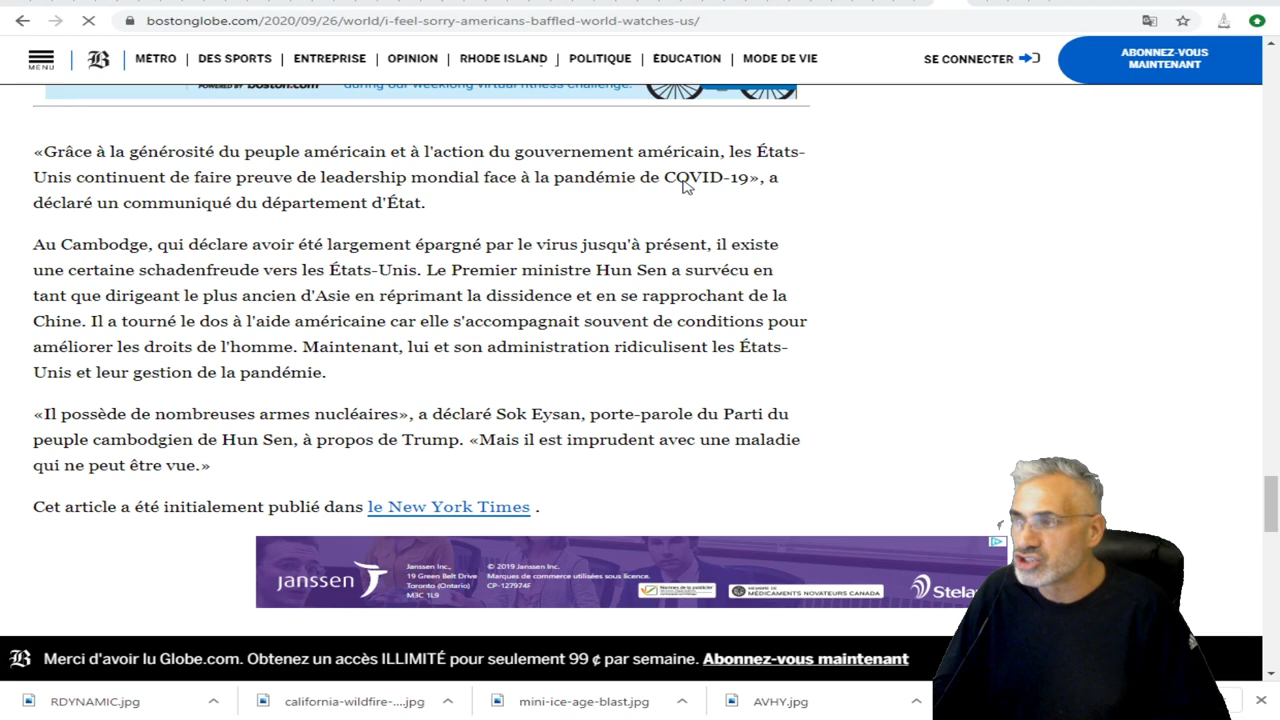 bostonglobe.com/2020/09/26/world/i-feel-sorry-americans-baffled-world-watches-us/
MENU
B
MÉTRO | DES SPORTS | ENTREPRISE | OPINION | RHODE ISLAND | POLITIQUE | ÉDUCATION | MODE DE VIE
SE CONNECTER
ABONNEZ-VOUS
MAINTENANT
POWERED BY boston.com
during our weeklong virtual fitness challenge.
«Grâce à la générosité du peuple américain et à l'action du gouvernement américain, les États-
Unis continuent de faire preuve de leadership mondial face à la pandémie de COVID-19», a
déclaré un communiqué du département d'État.
Au Cambodge, qui déclare avoir été largement épargné par le virus jusqu'à présent, il existe
une certaine schadenfreude vers les États-Unis. Le Premier ministre Hun Sen a survécu en
tant que dirigeant le plus ancien d'Asie en réprimant la dissidence et en se rapprochant de la
Chine. Il a tourné le dos à l'aide américaine car elle s'accompagnait souvent de conditions pour
améliorer les droits de l'homme. Maintenant, lui et son administration ridiculisent les États-
Unis et leur gestion de la pandémie.
«Il possède de nombreuses armes nucléaires», a déclaré Sok Eysan, porte-parole du Parti du
peuple cambodgien de Hun Sen, à propos de Trump. «Mais il est imprudent avec une maladie
qui ne peut être vue.»
Cet article a été initialement publié dans le New York Times .
janssen
Janssen Inc.,
19 Green Belt Drive
Toronto (Ontario)
M3C 1L9
© 2019 Janssen Inc.
Marques de commerce utilisées sous licence.
CP-127974F
MÉDICAMENTS NOVATEURS CANADA
Stela
B Merci d'avoir lu Globe.com. Obtenez un accès ILLIMITÉ pour seulement 99 ¢ par semaine. Abonnez-vous maintenant
RDYNAMIC.jpg
california-wildfire-....jpg
mini-ice-age-blast.jpg
AVHY.jpg